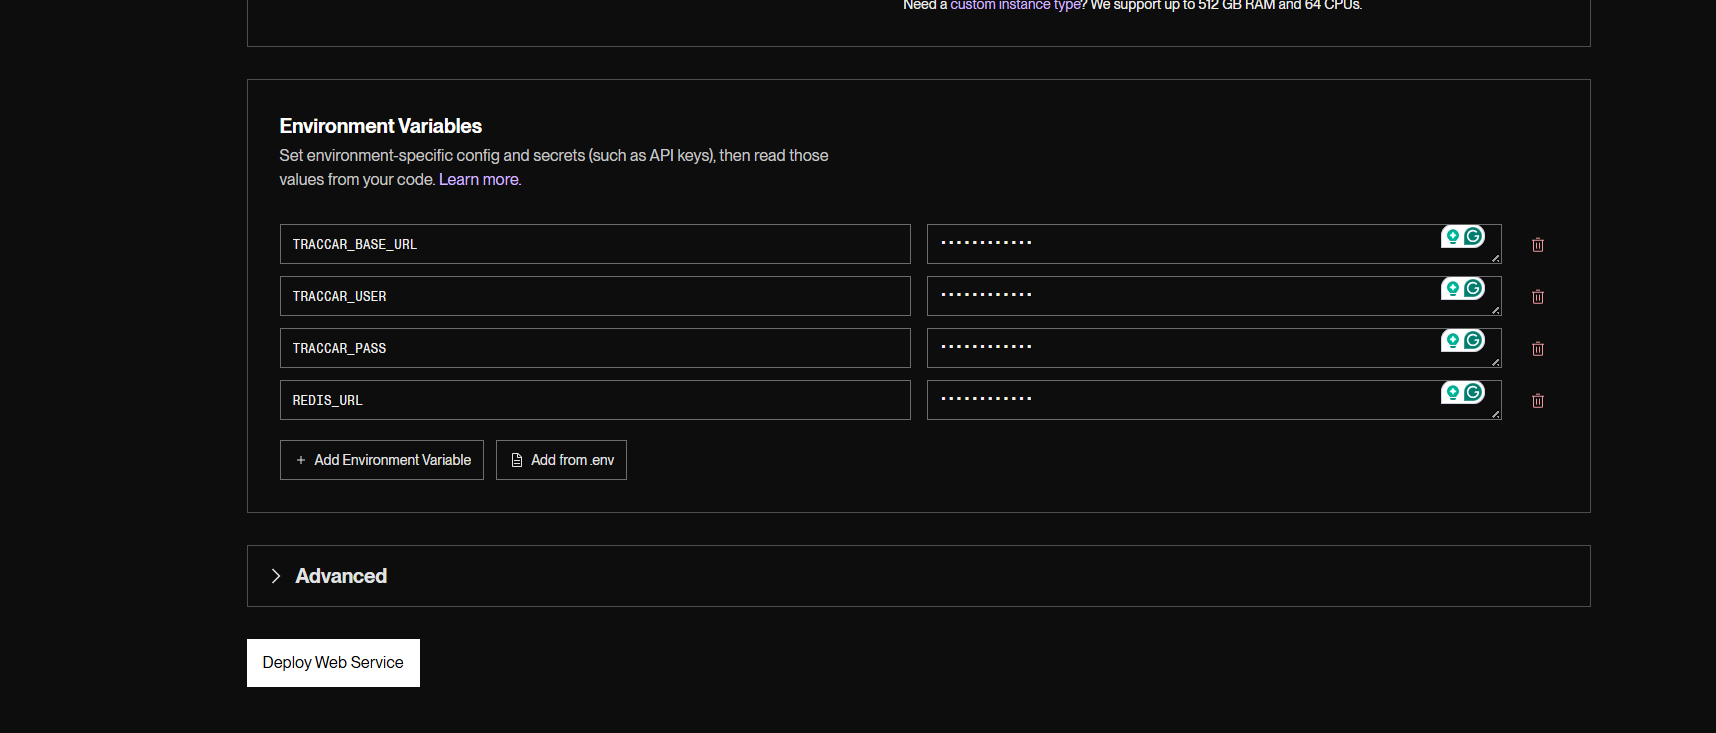 Need a custom instance type? We support up to 512 GB RAM and 64 CPUs.
Environment Variables
Set environment-specific config and secrets (such as API keys), then read those
values from your code. Learn more.
TRACCAR_BASE_URL ············
TRACCAR_USER ············
TRACCAR_PASS ············
REDIS_URL ············
+ Add Environment Variable Add from .env
Advanced
Deploy Web Service